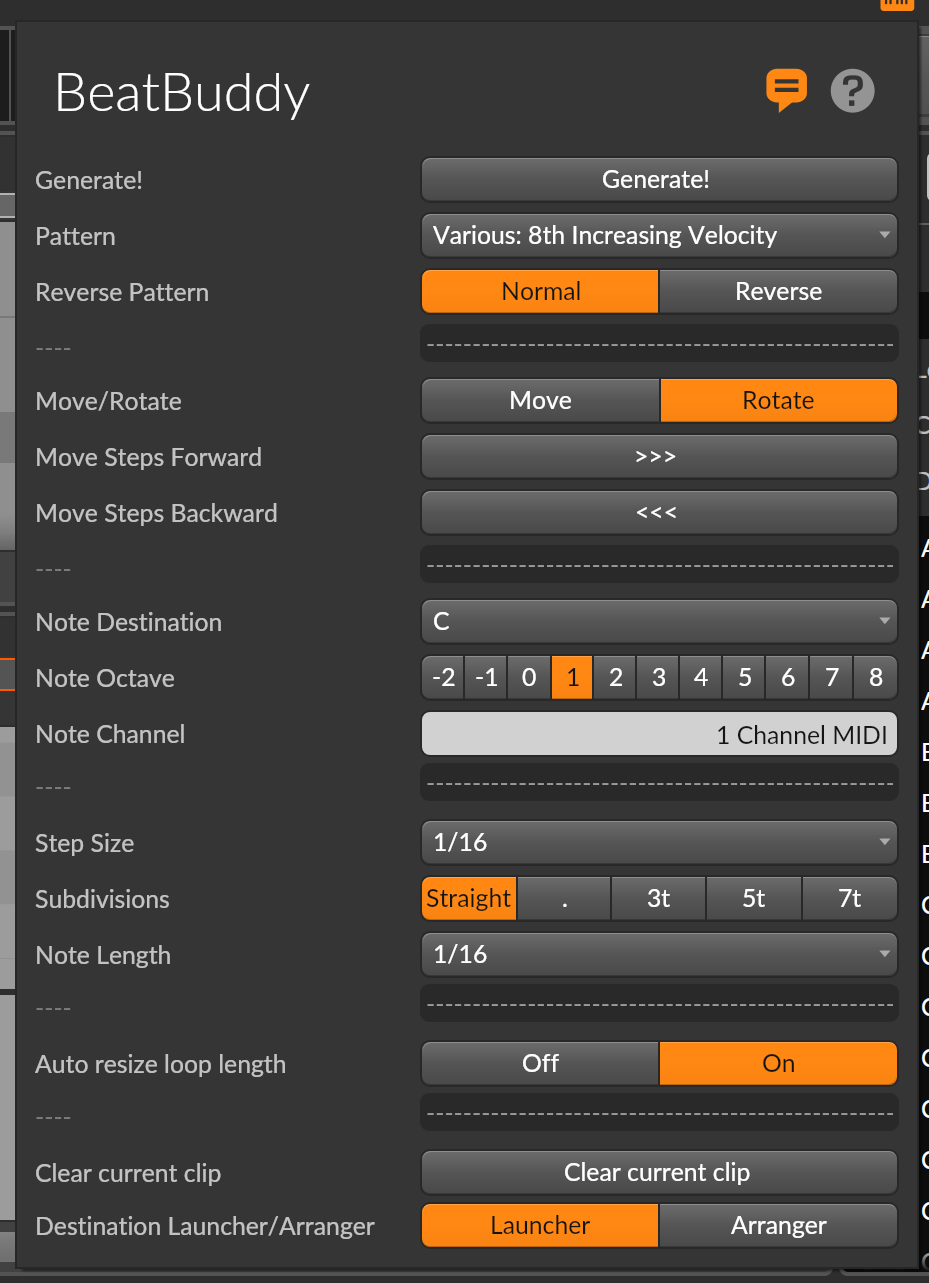 BeatBuddy
?
Generate! Generate!
Pattern Various: 8th Increasing Velocity
Reverse Pattern Normal Reverse
---- --------------------------------------------------
Move/Rotate Move Rotate
Move Steps Forward >>>
Move Steps Backward <<<
---- --------------------------------------------------
Note Destination C
Note Octave -2 -1 0 1 2 3 4 5 6 7 8
Note Channel 1 Channel MIDI
---- --------------------------------------------------
Step Size 1/16
Subdivisions Straight . 3t 5t 7t
Note Length 1/16
---- --------------------------------------------------
Auto resize loop length Off On
---- --------------------------------------------------
Clear current clip Clear current clip
Destination Launcher/Arranger Launcher Arranger